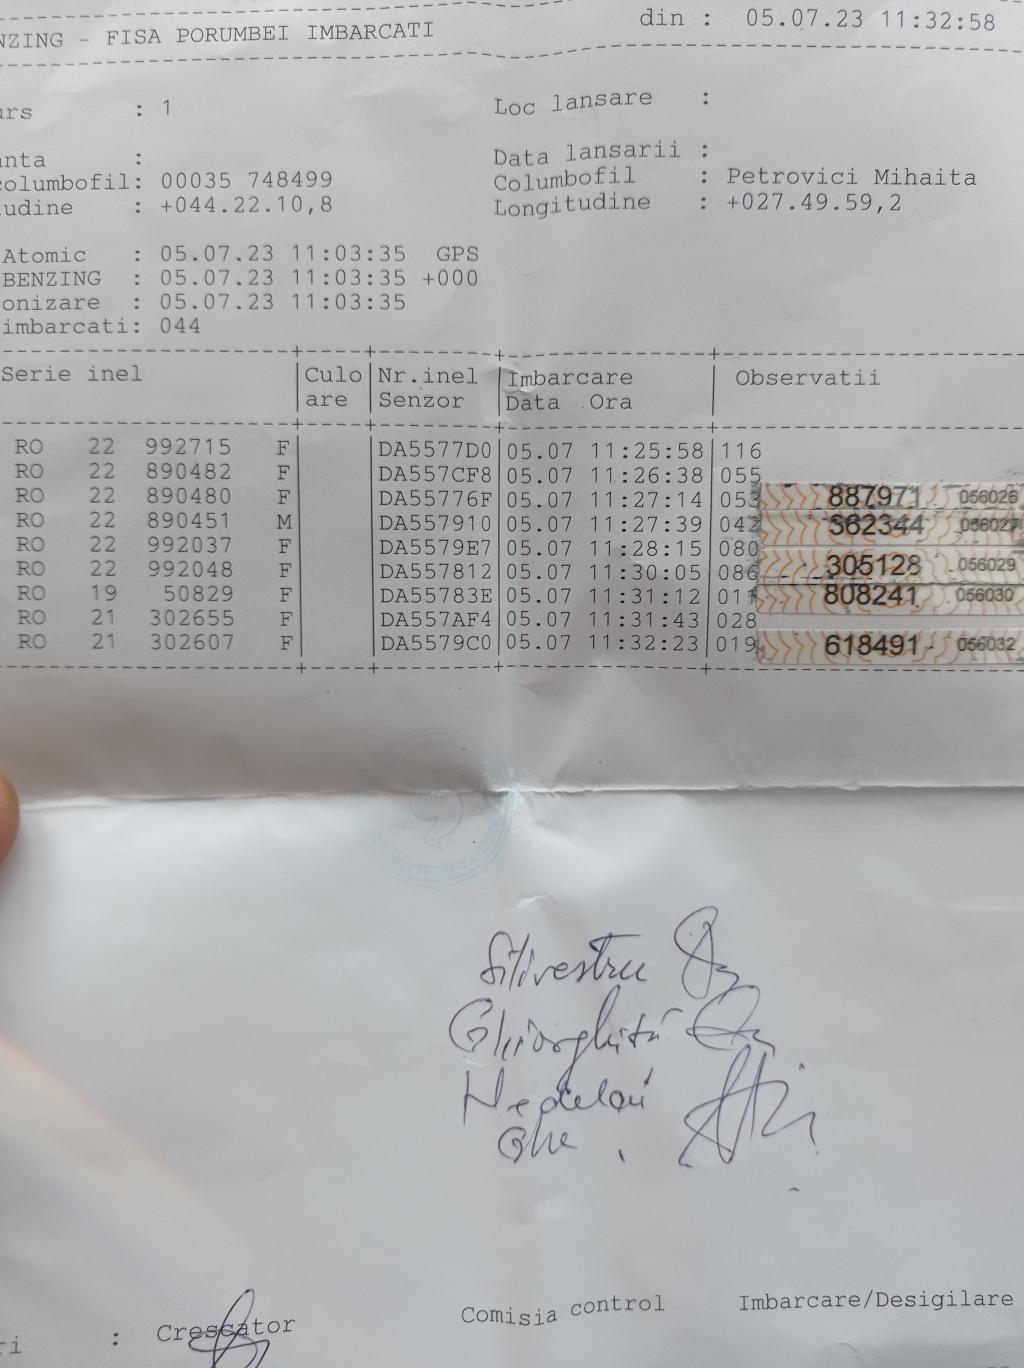 NZING - FISA PORUMBEI IMBARCATI din : 05.07.23 11:32:58
urs : 1 Loc lansare :
anta : Data lansarii :
columbofil: 00035 748499 Columbofil : Petrovici Mihaita
udine : +044.22.10,8 Longitudine : +027.49.59,2
Atomic : 05.07.23 11:03:35 GPS
BENZING : 05.07.23 11:03:35 +000
onizare : 05.07.23 11:03:35
imbarcati: 044
Serie inel Culo Nr.inel Imbarcare Observatii
are Senzor Data Ora
RO 22 992715 F DA5577D0 05.07 11:25:58 116
RO 22 890482 F DA557CF8 05.07 11:26:38 055
RO 22 890480 F DA55776F 05.07 11:27:14 053 887971 056026
RO 22 890451 M DA557910 05.07 11:27:39 042 362344 056027
RO 22 992037 F DA5579E7 05.07 11:28:15 080
RO 22 992048 F DA557812 05.07 11:30:05 086 305128 056029
RO 19 50829 F DA55783E 05.07 11:31:12 011 808241 056030
RO 21 302655 F DA557AF4 05.07 11:31:43 028
RO 21 302607 F DA5579C0 05.07 11:32:23 019 618491 056032
Silivestru
Ghiorghita
Nedelcu
Ghe.
ri : Crescator Comisia control Imbarcare/Desigilare